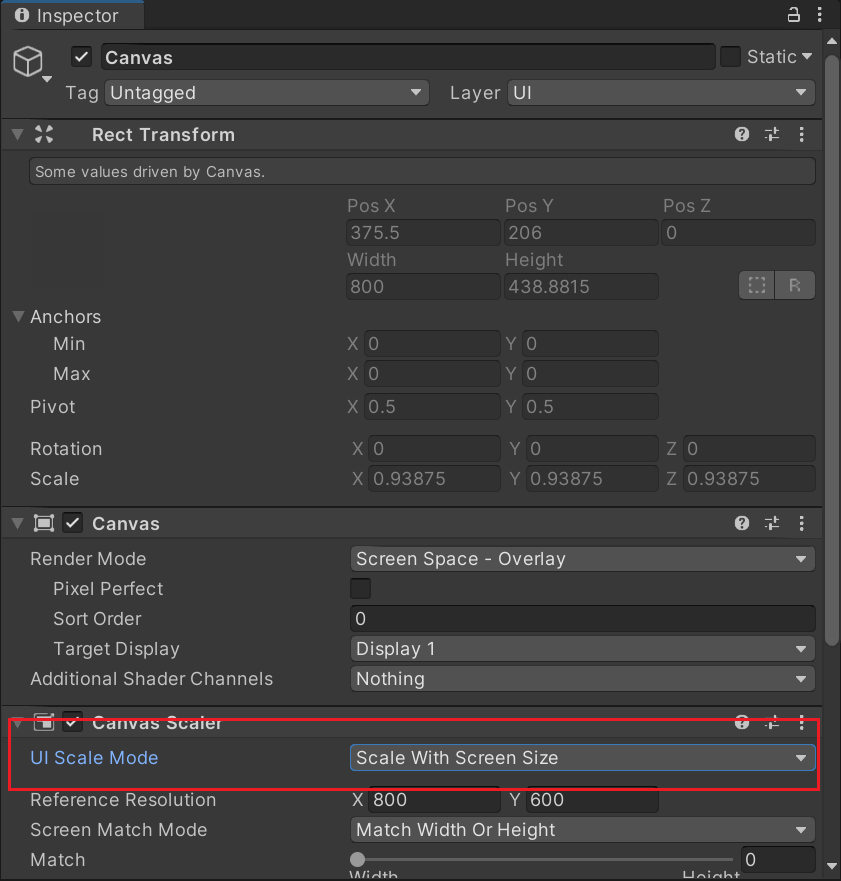 Inspector
Canvas Static
Tag Untagged Layer UI
Rect Transform
Some values driven by Canvas.
Pos X Pos Y Pos Z
375.5 206 0
Width Height
800 438.8815 R
Anchors
Min X 0 Y 0
Max X 0 Y 0
Pivot X 0.5 Y 0.5
Rotation X 0 Y 0 Z 0
Scale X 0.93875 Y 0.93875 Z 0.93875
Canvas
Render Mode Screen Space - Overlay
Pixel Perfect
Sort Order 0
Target Display Display 1
Additional Shader Channels Nothing
Canvas Scaler
UI Scale Mode Scale With Screen Size
Reference Resolution X 800 Y 600
Screen Match Mode Match Width Or Height
Match 0
Width Height